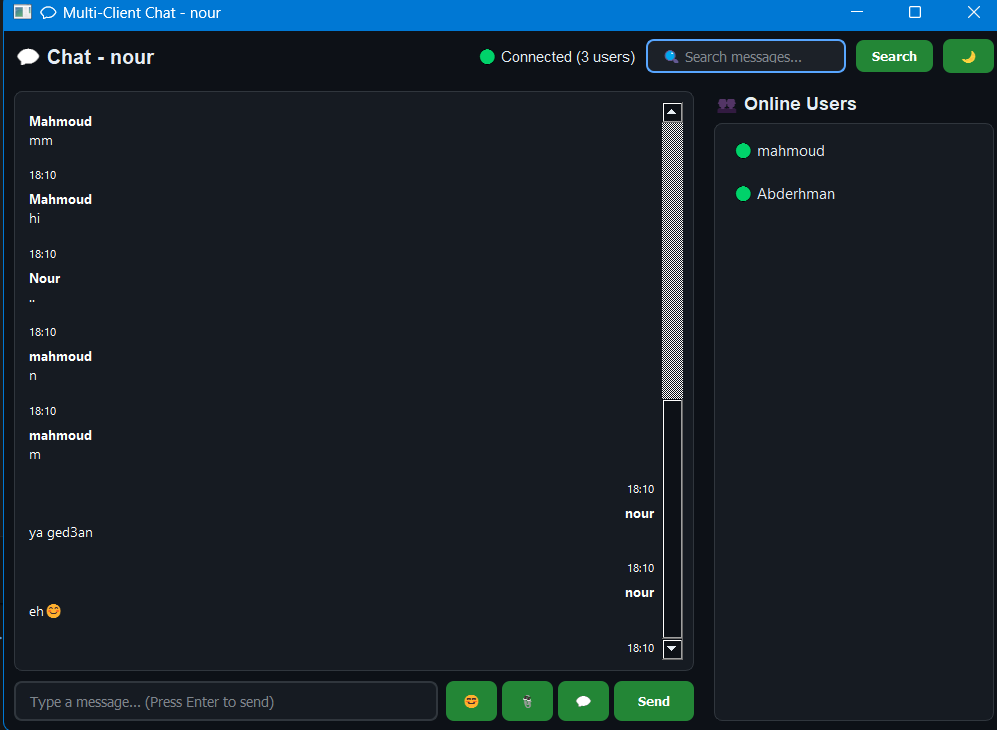 Multi-Client Chat - nour
Chat - nour
Connected (3 users)
Search messages...
Search
Mahmoud
mm
18:10
Mahmoud
hi
18:10
Nour
..
18:10
mahmoud
n
18:10
mahmoud
m
18:10
nour
ya ged3an
18:10
nour
eh😊
18:10
Type a message... (Press Enter to send)
Send
Online Users
mahmoud
Abderhman